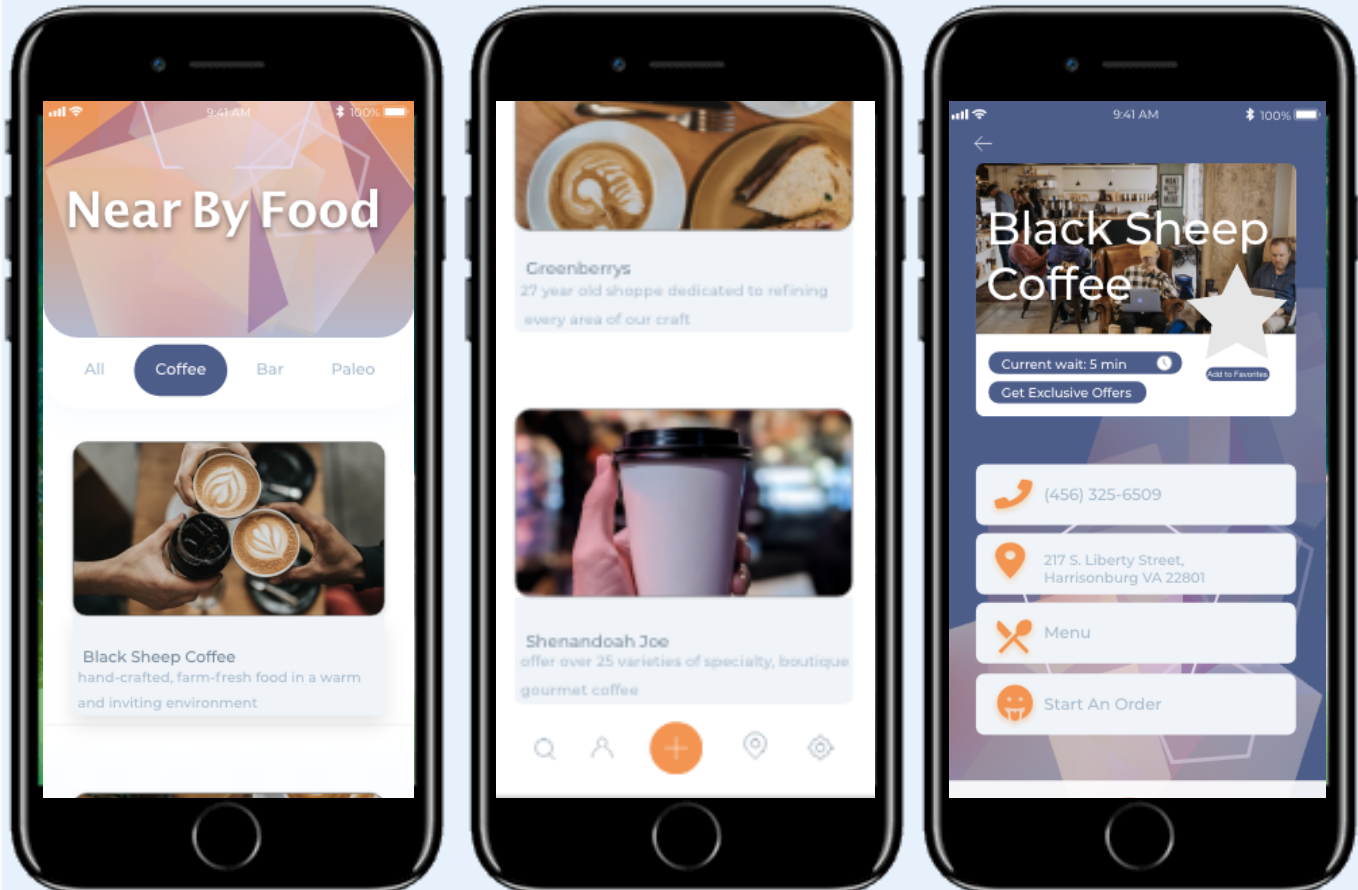 9:41 AM
100%
Near By Food
All
Coffee
Bar
Paleo
Black Sheep Coffee
hand-crafted, farm-fresh food in a warm
and inviting environment
Greenberrys
27 year old shoppe dedicated to refining
every area of our craft
Shenandoah Joe
offer over 25 varieties of specialty, boutique
gourmet coffee
9:41 AM
100%
Black Sheep
Coffee
Current wait: 5 min
Add to Favorites
Get Exclusive Offers
(456) 325-6509
217 S. Liberty Street,
Harrisonburg VA 22801
Menu
Start An Order